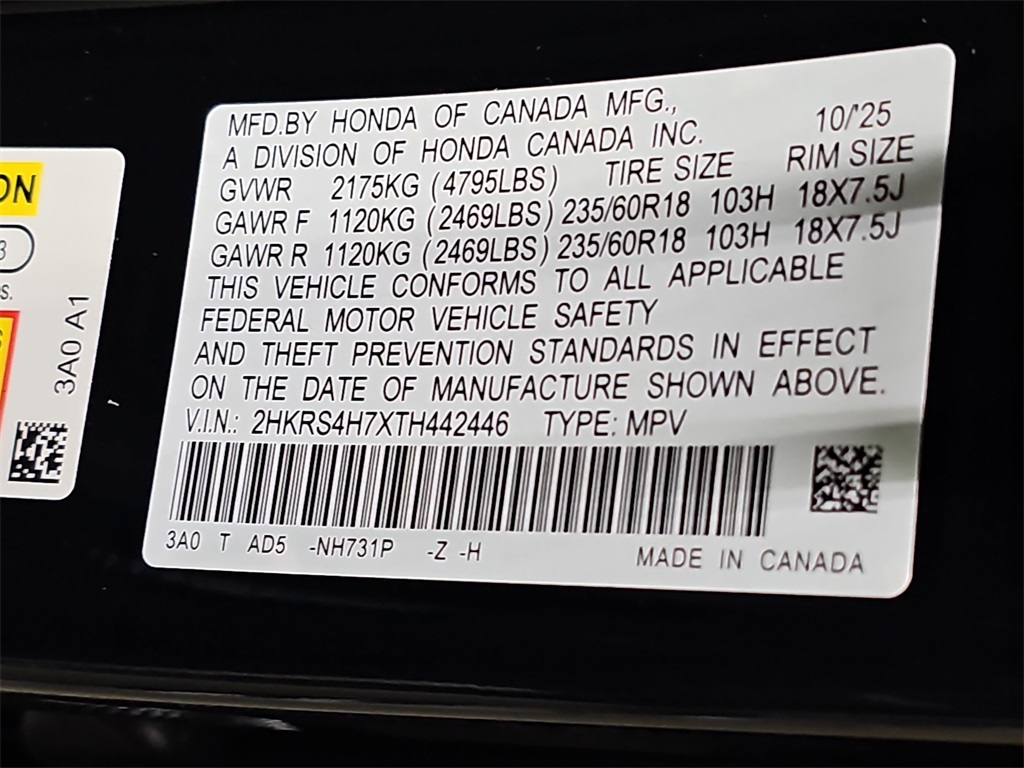 MFD.BY HONDA OF CANADA MFG.,
A DIVISION OF HONDA CANADA INC. 10/'25
GVWR 2175KG (4795LBS) TIRE SIZE RIM SIZE
GAWR F 1120KG (2469LBS) 235/60R18 103H 18X7.5J
GAWR R 1120KG (2469LBS) 235/60R18 103H 18X7.5J
THIS VEHICLE CONFORMS TO ALL APPLICABLE
FEDERAL MOTOR VEHICLE SAFETY
AND THEFT PREVENTION STANDARDS IN EFFECT
ON THE DATE OF MANUFACTURE SHOWN ABOVE.
V.I.N.: 2HKRS4H7XTH442446 TYPE: MPV
3A0 T AD5 -NH731P -Z -H
MADE IN CANADA
ON
3
3A0 A1